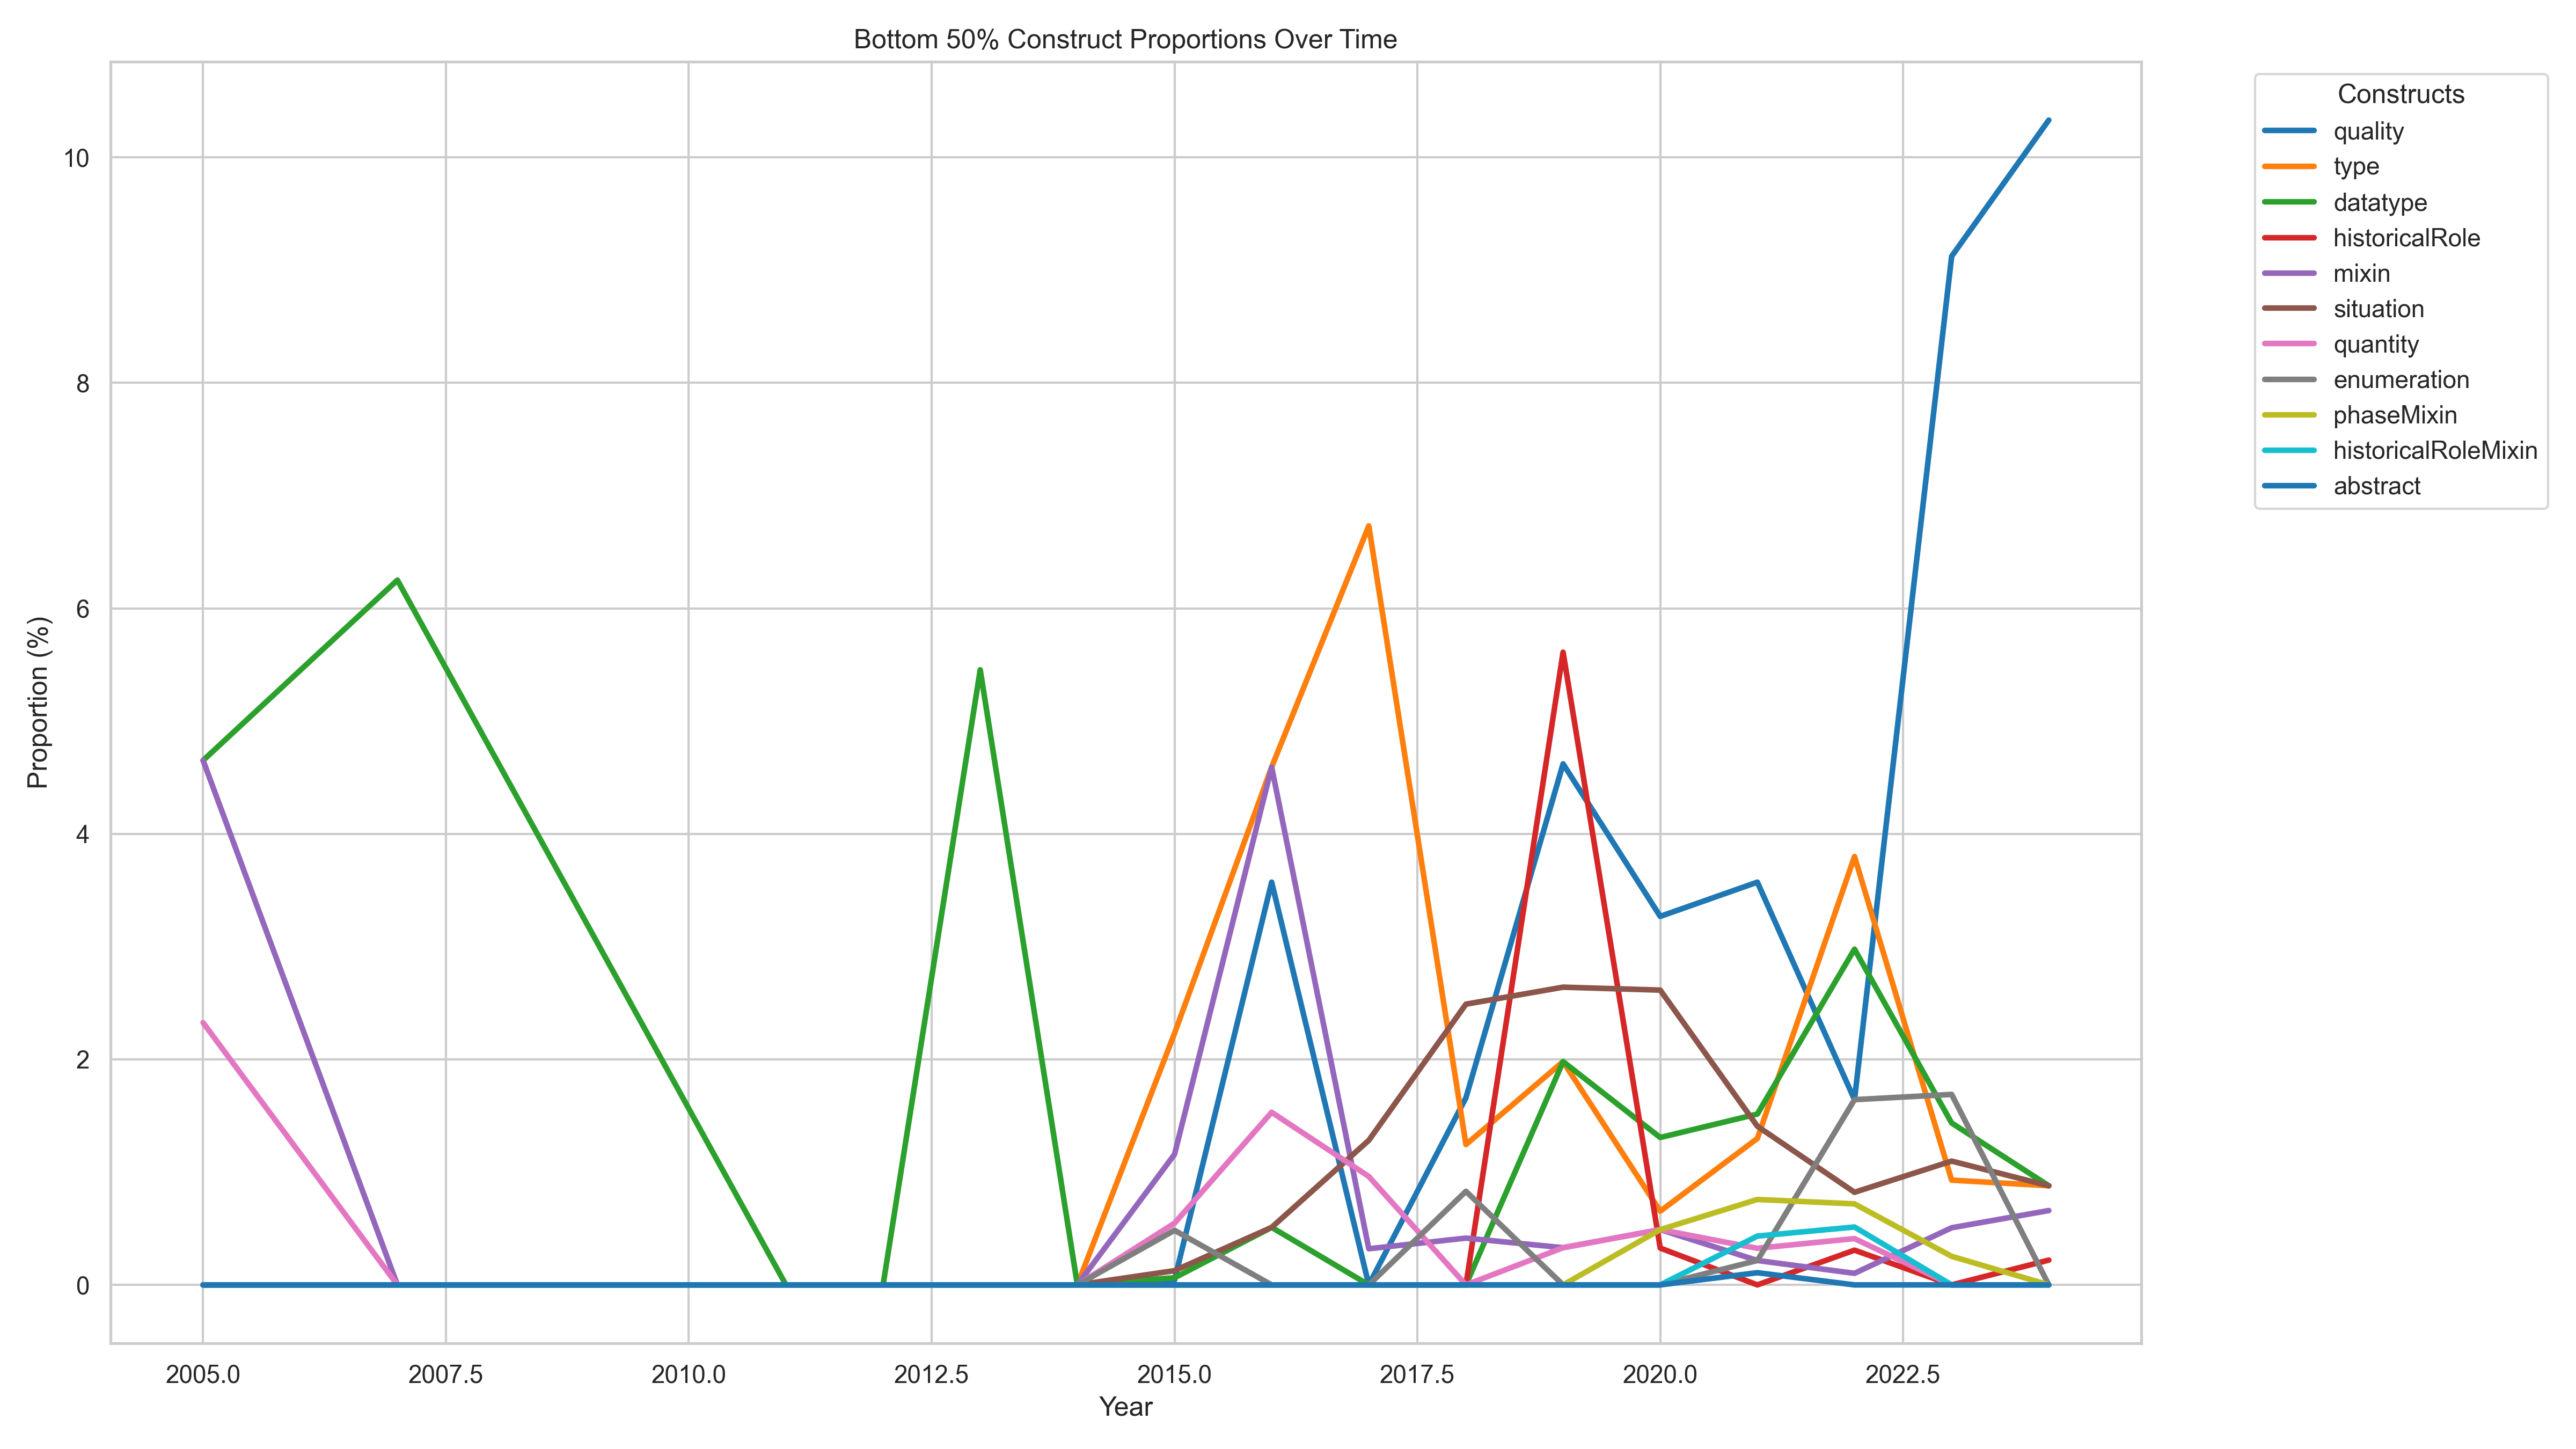 Bottom 50% Construct Proportions Over Time
Proportion (%)
10
8
6
4
2
0
2005.0
2007.5
2010.0
2012.5
2015.0
2017.5
2020.0
2022.5
Year
Constructs
quality
type
datatype
historicalRole
mixin
situation
quantity
enumeration
phaseMixin
historicalRoleMixin
abstract